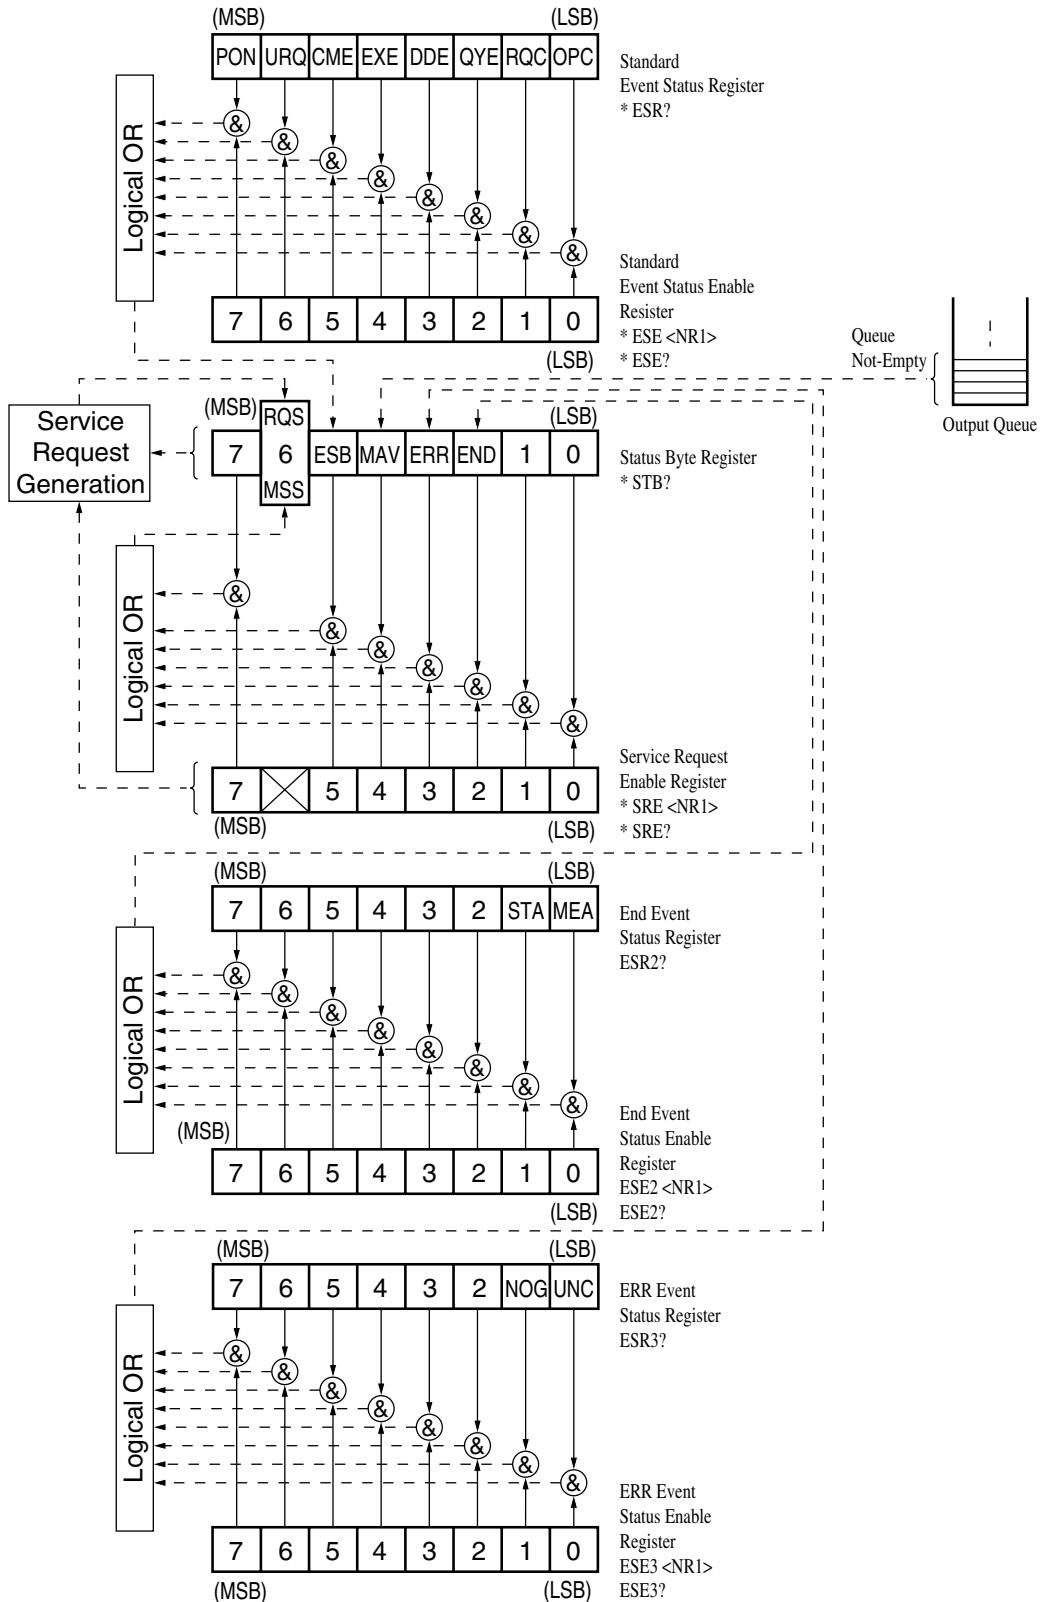 (MSB) (LSB)
PON URQ CME EXE DDE QYE RQC OPC
Standard
Event Status Register
* ESR?
Logical OR
& & & & & & & &
Standard
Event Status Enable
Resister
* ESE <NR1>
* ESE?
7 6 5 4 3 2 1 0
(LSB)
Queue
Not-Empty
Output Queue
Service
Request
Generation
(MSB) (LSB)
RQS
7 6 ESB MAV ERR END 1 0
MSS
Status Byte Register
* STB?
Logical OR
& & & & & & &
Service Request
Enable Register
* SRE <NR1>
* SRE?
7 5 4 3 2 1 0
(MSB) (LSB)
(MSB) (LSB)
7 6 5 4 3 2 STA MEA
End Event
Status Register
ESR2?
Logical OR
& & & & & & & &
End Event
Status Enable
Register
ESE2 <NR1>
ESE2?
(MSB)
7 6 5 4 3 2 1 0
(LSB)
(MSB) (LSB)
7 6 5 4 3 2 NOG UNC
ERR Event
Status Register
ESR3?
Logical OR
& & & & & & & &
ERR Event
Status Enable
Register
ESE3 <NR1>
ESE3?
7 6 5 4 3 2 1 0
(MSB) (LSB)